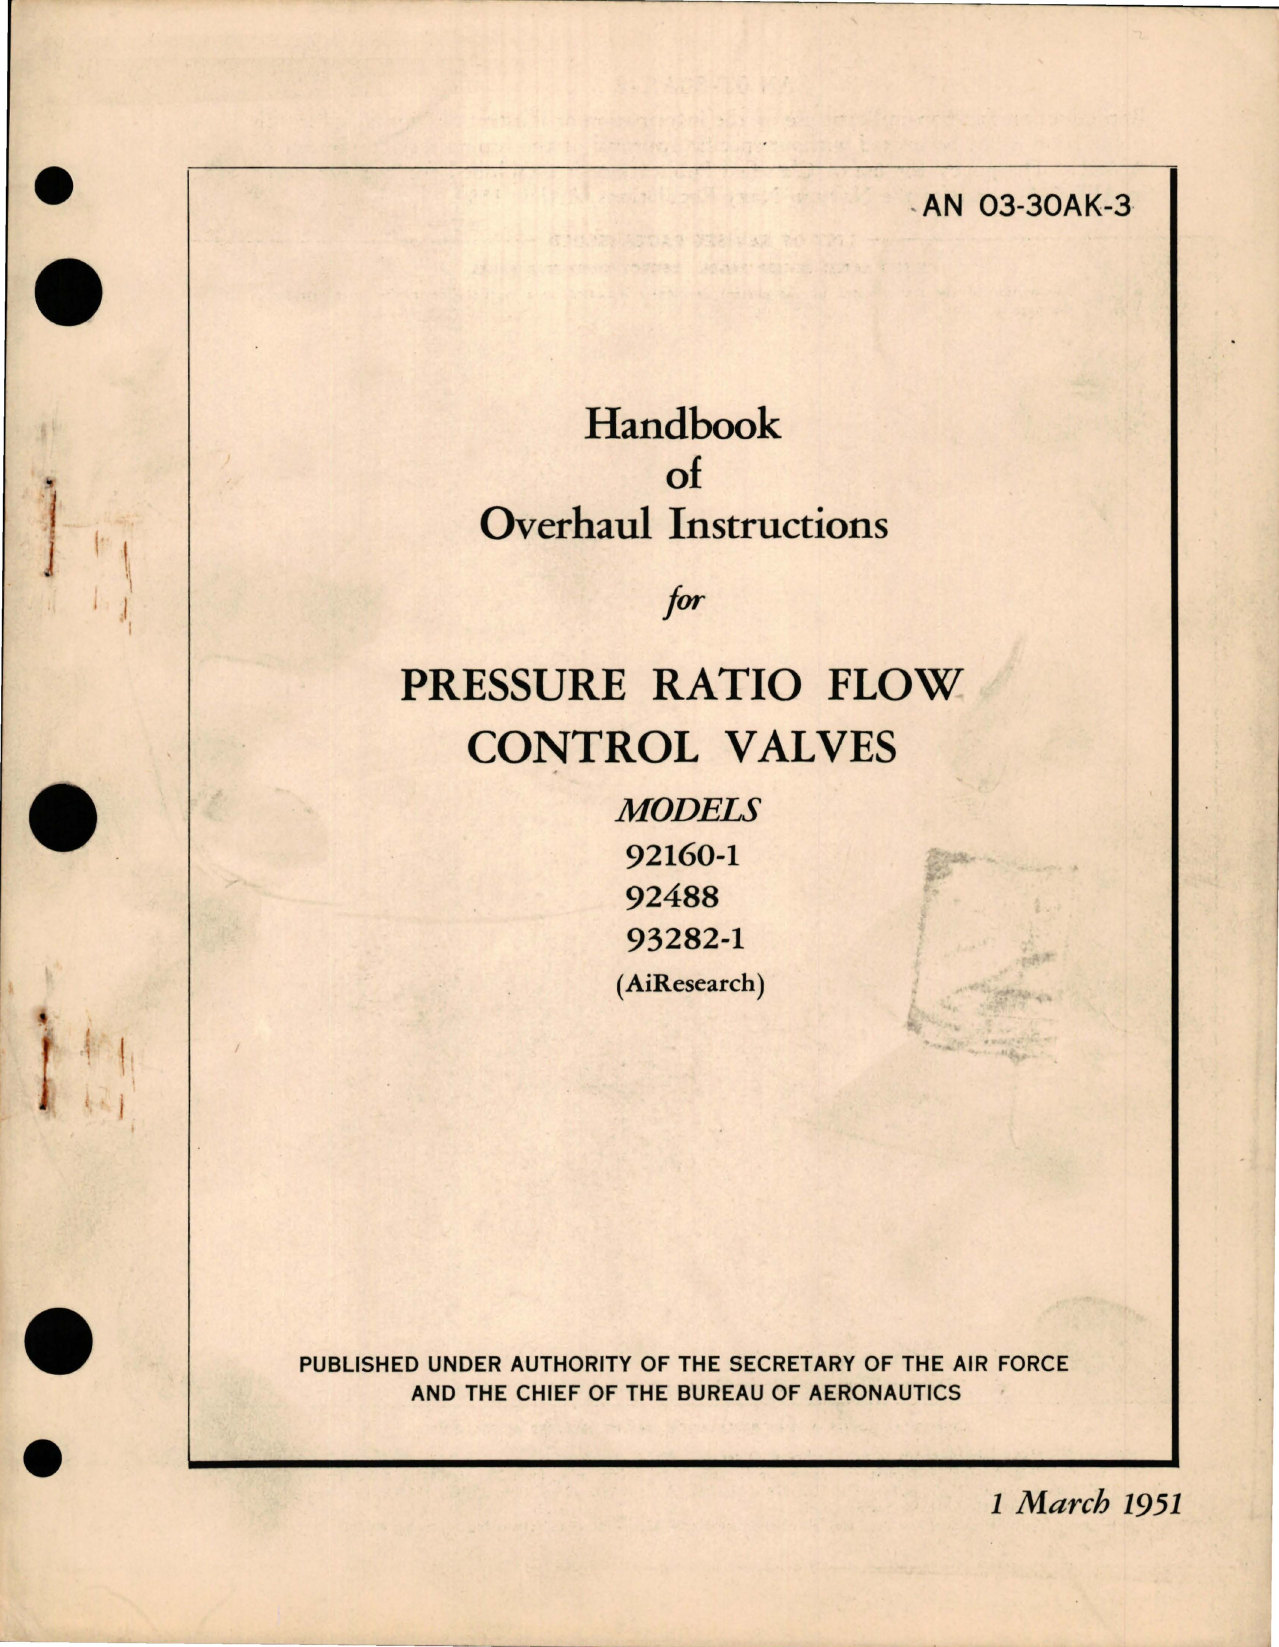 AN 03-30AK-3
Handbook
of
Overhaul Instructions
for
PRESSURE RATIO FLOW
CONTROL VALVES
MODELS
92160-1
92488
93282-1
(AiResearch)
PUBLISHED UNDER AUTHORITY OF THE SECRETARY OF THE AIR FORCE
AND THE CHIEF OF THE BUREAU OF AERONAUTICS
1 March 1951